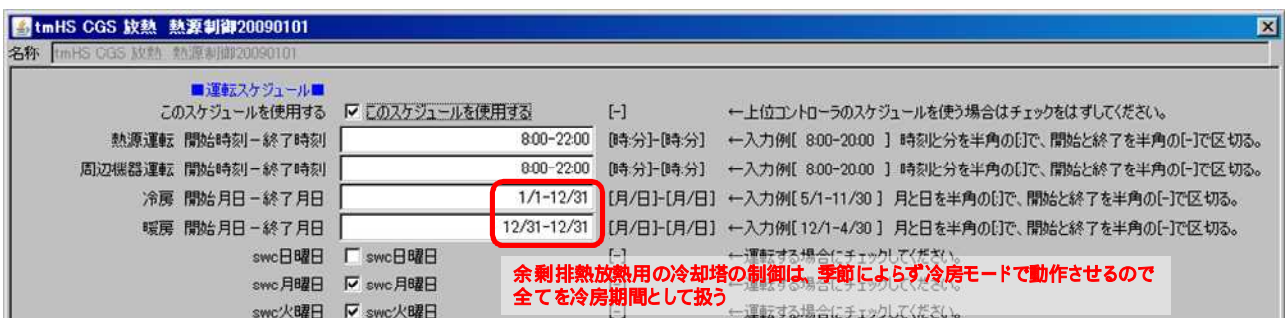 tmHS CGS 放熱 熱源制御20090101
名称 tmHS CGS 放熱 熱源制御20090101
■運転スケジュール■
このスケジュールを使用する このスケジュールを使用する [-] ←上位コントローラのスケジュールを使う場合はチェックをはずしてください。
熱源運転 開始時刻-終了時刻 8:00-22:00 [時:分]-[時:分] ←入力例[ 8:00-20:00 ] 時刻と分を半角の[:]で、開始と終了を半角の[-]で区切る。
周辺機器運転 開始時刻-終了時刻 8:00-22:00 [時:分]-[時:分] ←入力例[ 8:00-20:00 ] 時刻と分を半角の[:]で、開始と終了を半角の[-]で区切る。
冷房 開始月日-終了月日 1/1-12/31 [月/日]-[月/日] ←入力例[ 5/1-11/30 ] 月と日を半角の[:]で、開始と終了を半角の[-]で区切る。
暖房 開始月日-終了月日 12/31-12/31 [月/日]-[月/日] ←入力例[ 12/1-4/30 ] 月と日を半角の[:]で、開始と終了を半角の[-]で区切る。
swc日曜日 swc日曜日 [-] ←運転する場合にチェックしてください。
余剰排熱放熱用の冷却塔の制御は、季節によらず冷房モードで動作させるので
swc月曜日 swc月曜日
全てを冷房期間として扱う
swc火曜日 swc火曜日 [-] ←運転する場合にチェックしてください。